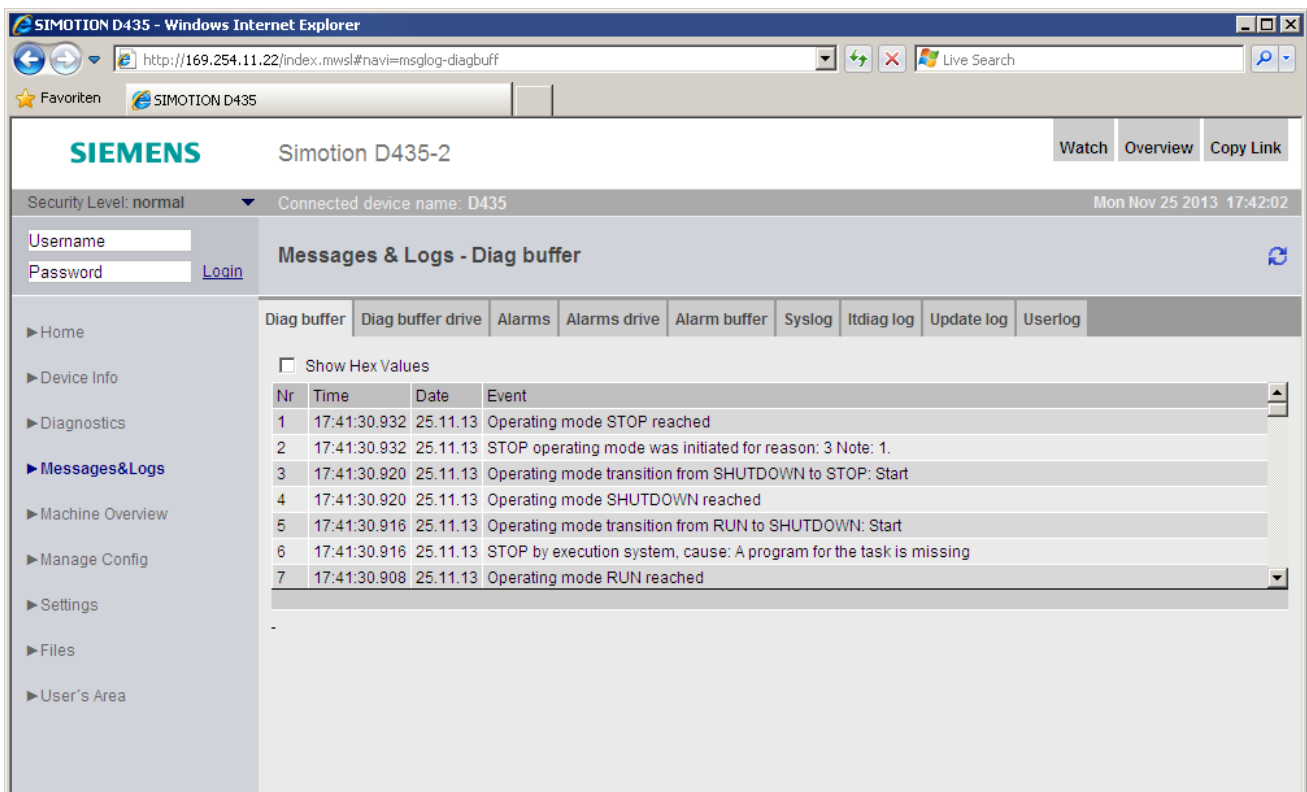 SIMOTION D435 - Windows Internet Explorer
http://169.254.11.22/index.mwsl#navi=msglog-diagbuff
Live Search
Favoriten SIMOTION D435
SIEMENS Simotion D435-2 Watch Overview Copy Link
Security Level: normal Connected device name: D435 Mon Nov 25 2013 17:42:02
Username
Password Login
Messages & Logs - Diag buffer
Diag buffer Diag buffer drive Alarms Alarms drive Alarm buffer Syslog Itdiag log Update log Userlog
►Home
►Device Info
►Diagnostics
►Messages&Logs
►Machine Overview
►Manage Config
►Settings
►Files
►User´s Area
Show Hex Values
Nr Time Date Event
1 17:41:30.932 25.11.13 Operating mode STOP reached
2 17:41:30.932 25.11.13 STOP operating mode was initiated for reason: 3 Note: 1.
3 17:41:30.920 25.11.13 Operating mode transition from SHUTDOWN to STOP: Start
4 17:41:30.920 25.11.13 Operating mode SHUTDOWN reached
5 17:41:30.916 25.11.13 Operating mode transition from RUN to SHUTDOWN: Start
6 17:41:30.916 25.11.13 STOP by execution system, cause: A program for the task is missing
7 17:41:30.908 25.11.13 Operating mode RUN reached
-